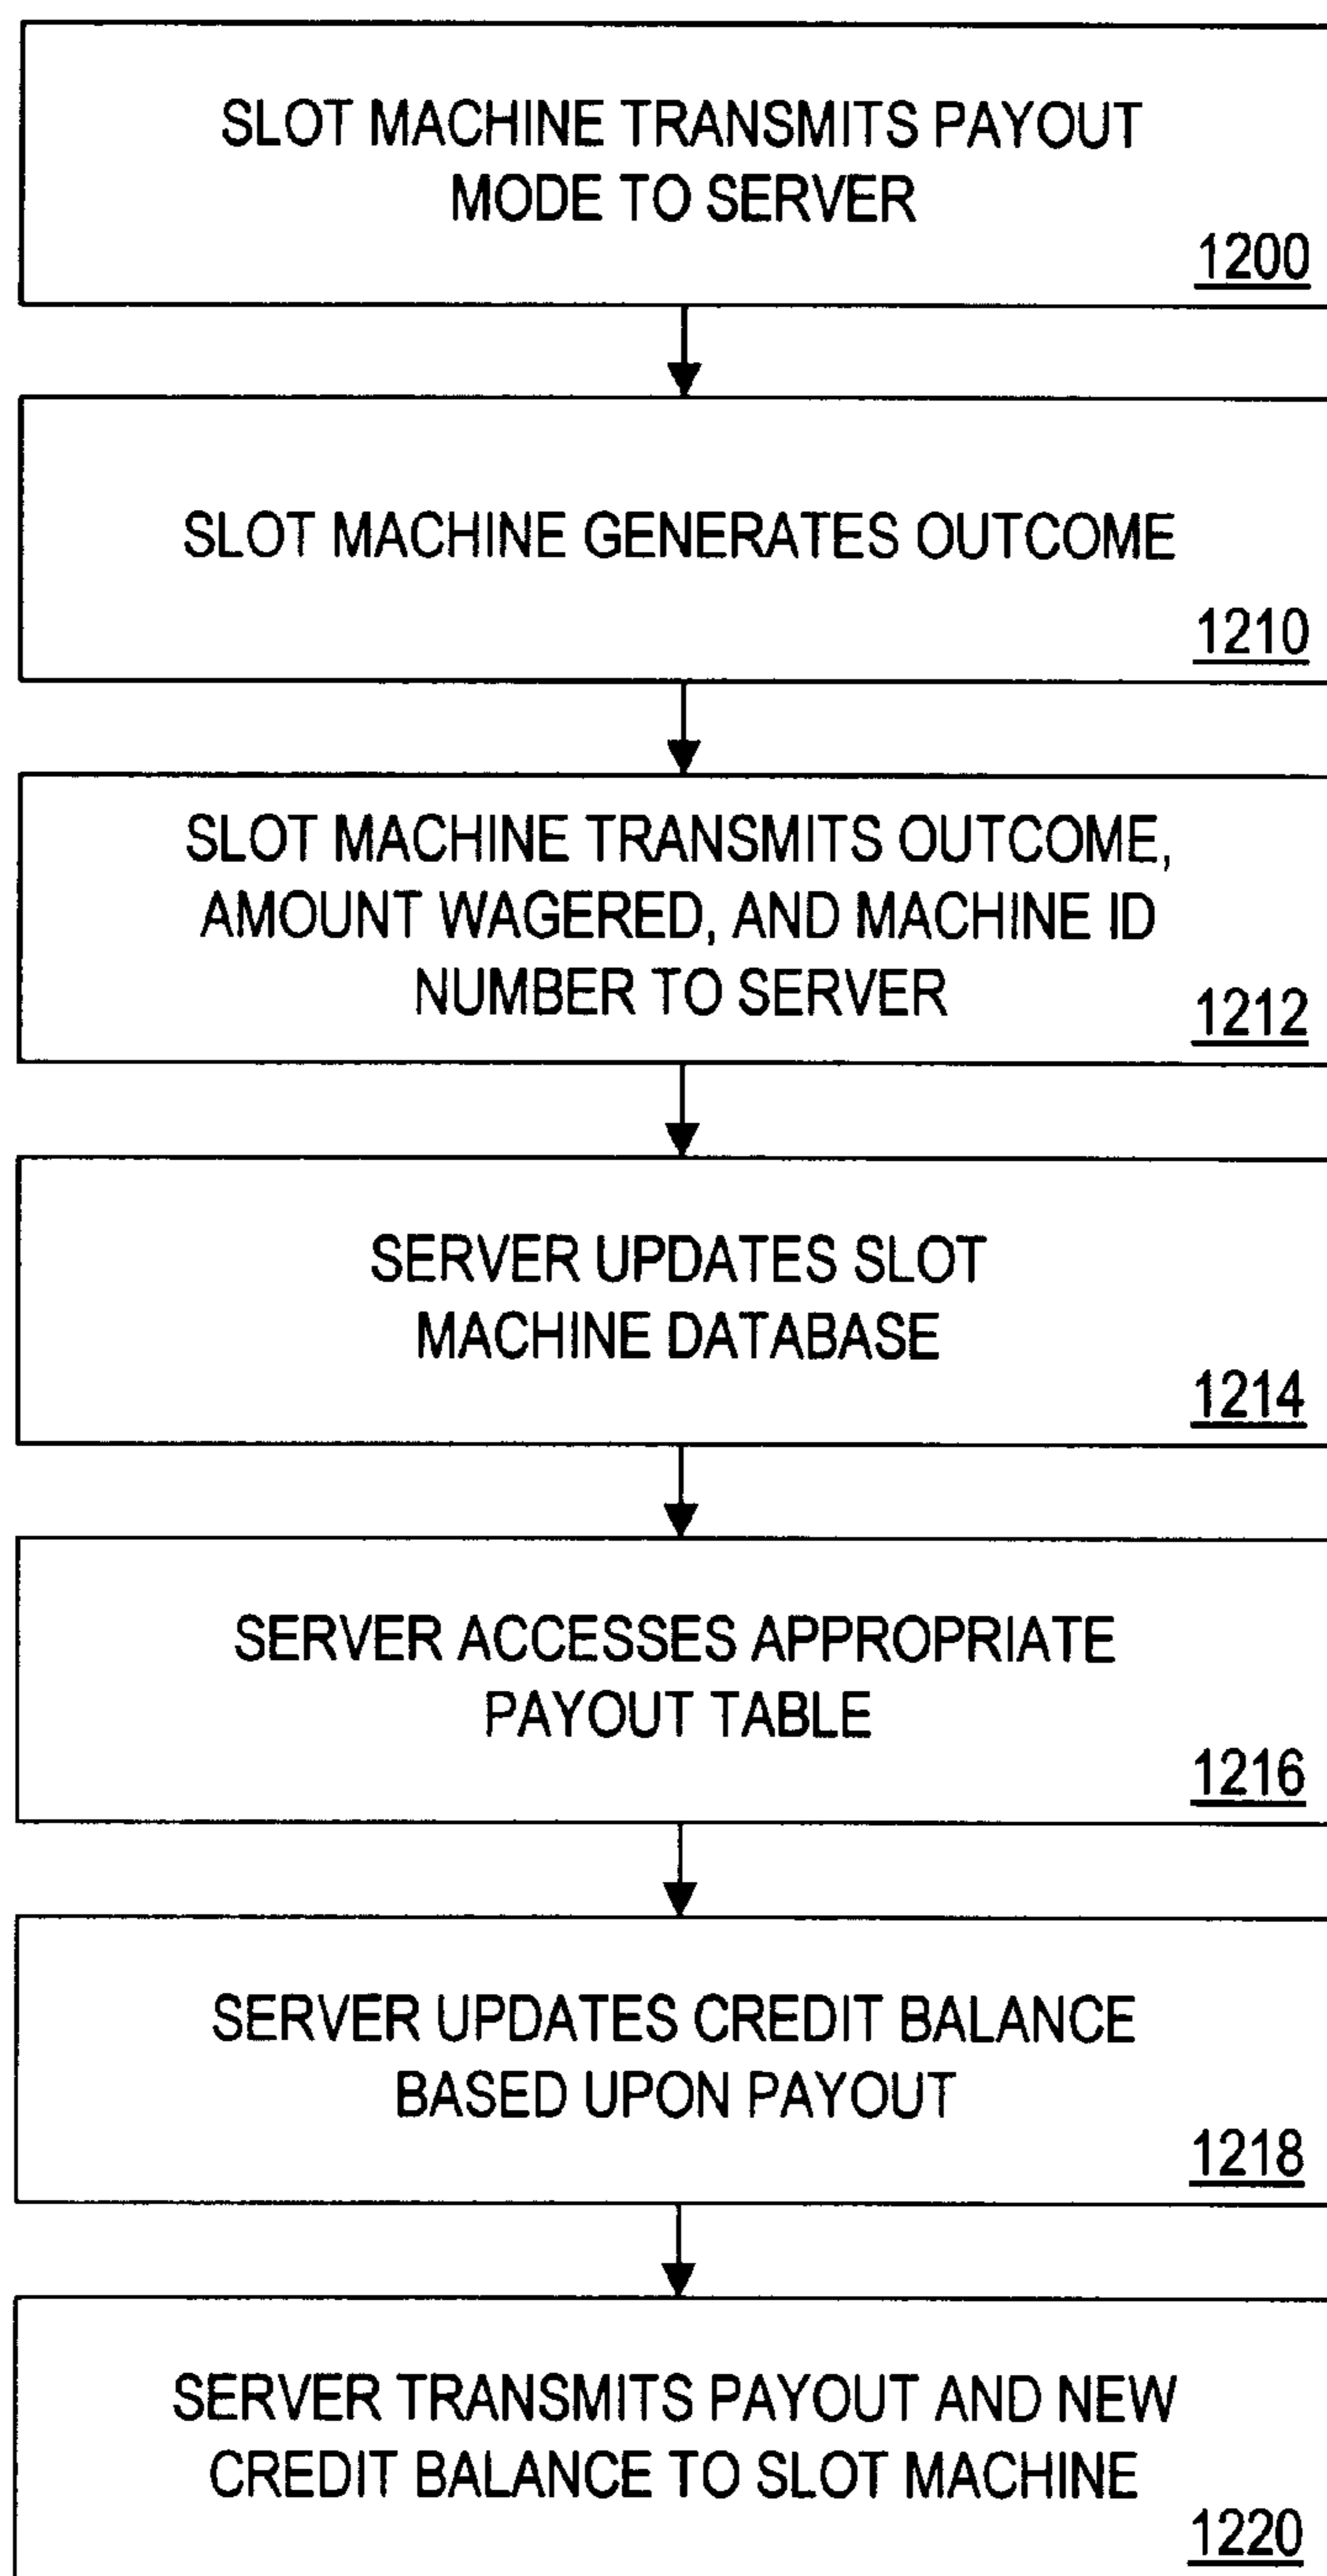 SLOT MACHINE TRANSMITS PAYOUT
MODE TO SERVER
1200
SLOT MACHINE GENERATES OUTCOME
1210
SLOT MACHINE TRANSMITS OUTCOME,
AMOUNT WAGERED, AND MACHINE ID
NUMBER TO SERVER
1212
SERVER UPDATES SLOT
MACHINE DATABASE
1214
SERVER ACCESSES APPROPRIATE
PAYOUT TABLE
1216
SERVER UPDATES CREDIT BALANCE
BASED UPON PAYOUT
1218
SERVER TRANSMITS PAYOUT AND NEW
CREDIT BALANCE TO SLOT MACHINE
1220